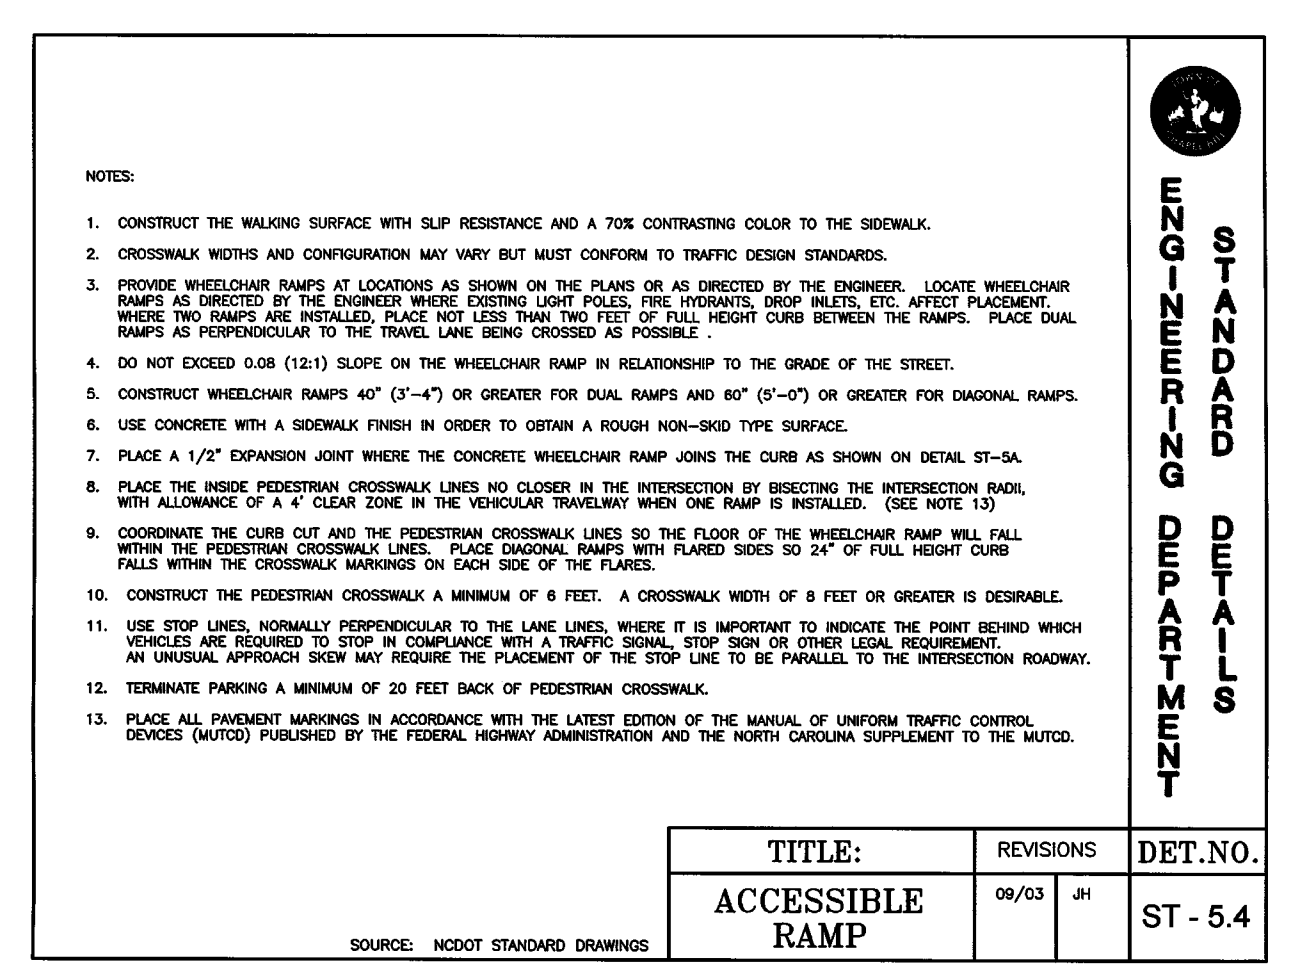 NOTES:
1. CONSTRUCT THE WALKING SURFACE WITH SLIP RESISTANCE AND A 70% CONTRASTING COLOR TO THE SIDEWALK.
2. CROSSWALK WIDTHS AND CONFIGURATION MAY VARY BUT MUST CONFORM TO TRAFFIC DESIGN STANDARDS.
3. PROVIDE WHEELCHAIR RAMPS AT LOCATIONS AS SHOWN ON THE PLANS OR AS DIRECTED BY THE ENGINEER. LOCATE WHEELCHAIR
RAMPS AS DIRECTED BY THE ENGINEER WHERE EXISTING LIGHT POLES, FIRE HYDRANTS, DROP INLETS, ETC. AFFECT PLACEMENT.
WHERE TWO RAMPS ARE INSTALLED, PLACE NOT LESS THAN TWO FEET OF FULL HEIGHT CURB BETWEEN THE RAMPS. PLACE DUAL
RAMPS AS PERPENDICULAR TO THE TRAVEL LANE BEING CROSSED AS POSSIBLE .
4. DO NOT EXCEED 0.08 (12:1) SLOPE ON THE WHEELCHAIR RAMP IN RELATIONSHIP TO THE GRADE OF THE STREET.
5. CONSTRUCT WHEELCHAIR RAMPS 40" (3'-4") OR GREATER FOR DUAL RAMPS AND 60" (5'-0") OR GREATER FOR DIAGONAL RAMPS.
6. USE CONCRETE WITH A SIDEWALK FINISH IN ORDER TO OBTAIN A ROUGH NON-SKID TYPE SURFACE.
7. PLACE A 1/2" EXPANSION JOINT WHERE THE CONCRETE WHEELCHAIR RAMP JOINS THE CURB AS SHOWN ON DETAIL ST-5A.
8. PLACE THE INSIDE PEDESTRIAN CROSSWALK LINES NO CLOSER IN THE INTERSECTION BY BISECTING THE INTERSECTION RADII,
WITH ALLOWANCE OF A 4' CLEAR ZONE IN THE VEHICULAR TRAVELWAY WHEN ONE RAMP IS INSTALLED. (SEE NOTE 13)
9. COORDINATE THE CURB CUT AND THE PEDESTRIAN CROSSWALK LINES SO THE FLOOR OF THE WHEELCHAIR RAMP WILL FALL
WITHIN THE PEDESTRIAN CROSSWALK LINES. PLACE DIAGONAL RAMPS WITH FLARED SIDES SO 24" OF FULL HEIGHT CURB
FALLS WITHIN THE CROSSWALK MARKINGS ON EACH SIDE OF THE FLARES.
10. CONSTRUCT THE PEDESTRIAN CROSSWALK A MINIMUM OF 6 FEET. A CROSSWALK WIDTH OF 8 FEET OR GREATER IS DESIRABLE.
11. USE STOP LINES, NORMALLY PERPENDICULAR TO THE LANE LINES, WHERE IT IS IMPORTANT TO INDICATE THE POINT BEHIND WHICH
VEHICLES ARE REQUIRED TO STOP IN COMPLIANCE WITH A TRAFFIC SIGNAL, STOP SIGN OR OTHER LEGAL REQUIREMENT.
AN UNUSUAL APPROACH SKEW MAY REQUIRE THE PLACEMENT OF THE STOP LINE TO BE PARALLEL TO THE INTERSECTION ROADWAY.
12. TERMINATE PARKING A MINIMUM OF 20 FEET BACK OF PEDESTRIAN CROSSWALK.
13. PLACE ALL PAVEMENT MARKINGS IN ACCORDANCE WITH THE LATEST EDITION OF THE MANUAL OF UNIFORM TRAFFIC CONTROL
DEVICES (MUTCD) PUBLISHED BY THE FEDERAL HIGHWAY ADMINISTRATION AND THE NORTH CAROLINA SUPPLEMENT TO THE MUTCD.
SOURCE: NCDOT STANDARD DRAWINGS
TITLE:
ACCESSIBLE
RAMP
REVISIONS
09/03 JH
TOWN OF
CHAPEL HILL
ENGINEERING DEPARTMENT
STANDARD DETAILS
DET.NO.
ST - 5.4